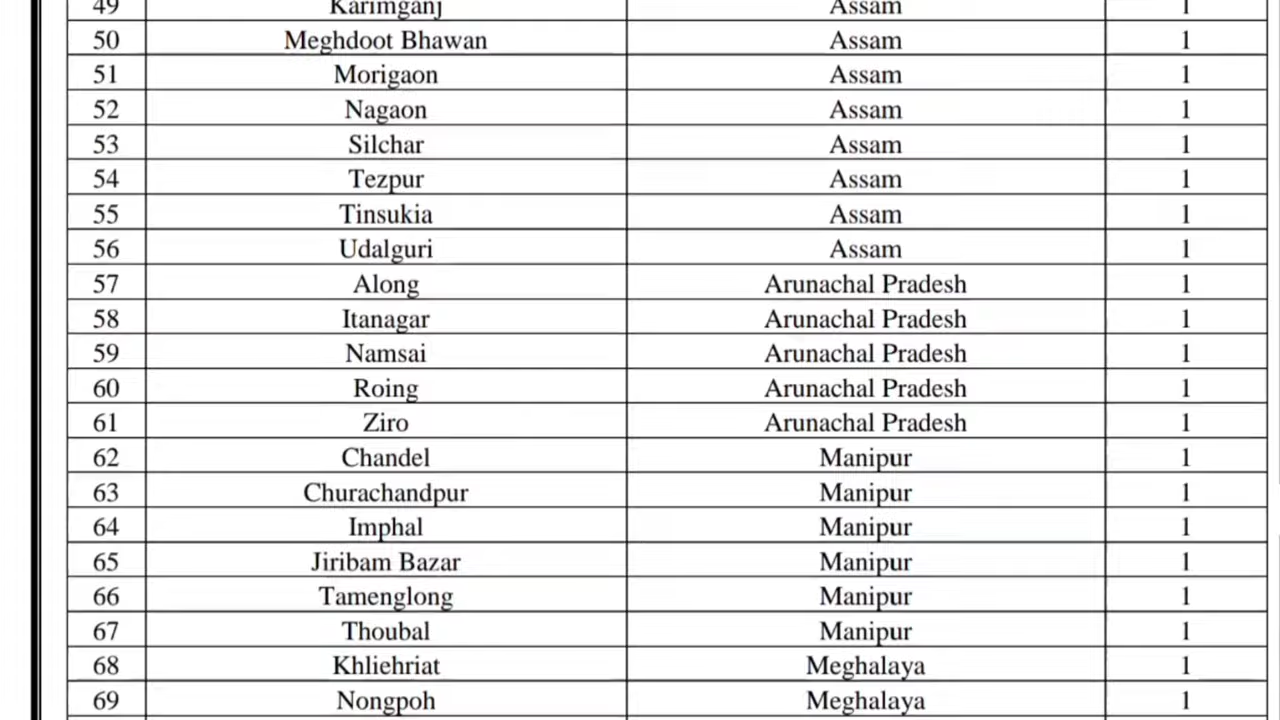 49 Karimganj Assam 1
50 Meghdoot Bhawan Assam 1
51 Morigaon Assam 1
52 Nagaon Assam 1
53 Silchar Assam 1
54 Tezpur Assam 1
55 Tinsukia Assam 1
56 Udalguri Assam 1
57 Along Arunachal Pradesh 1
58 Itanagar Arunachal Pradesh 1
59 Namsai Arunachal Pradesh 1
60 Roing Arunachal Pradesh 1
61 Ziro Arunachal Pradesh 1
62 Chandel Manipur 1
63 Churachandpur Manipur 1
64 Imphal Manipur 1
65 Jiribam Bazar Manipur 1
66 Tamenglong Manipur 1
67 Thoubal Manipur 1
68 Khliehriat Meghalaya 1
69 Nongpoh Meghalaya 1